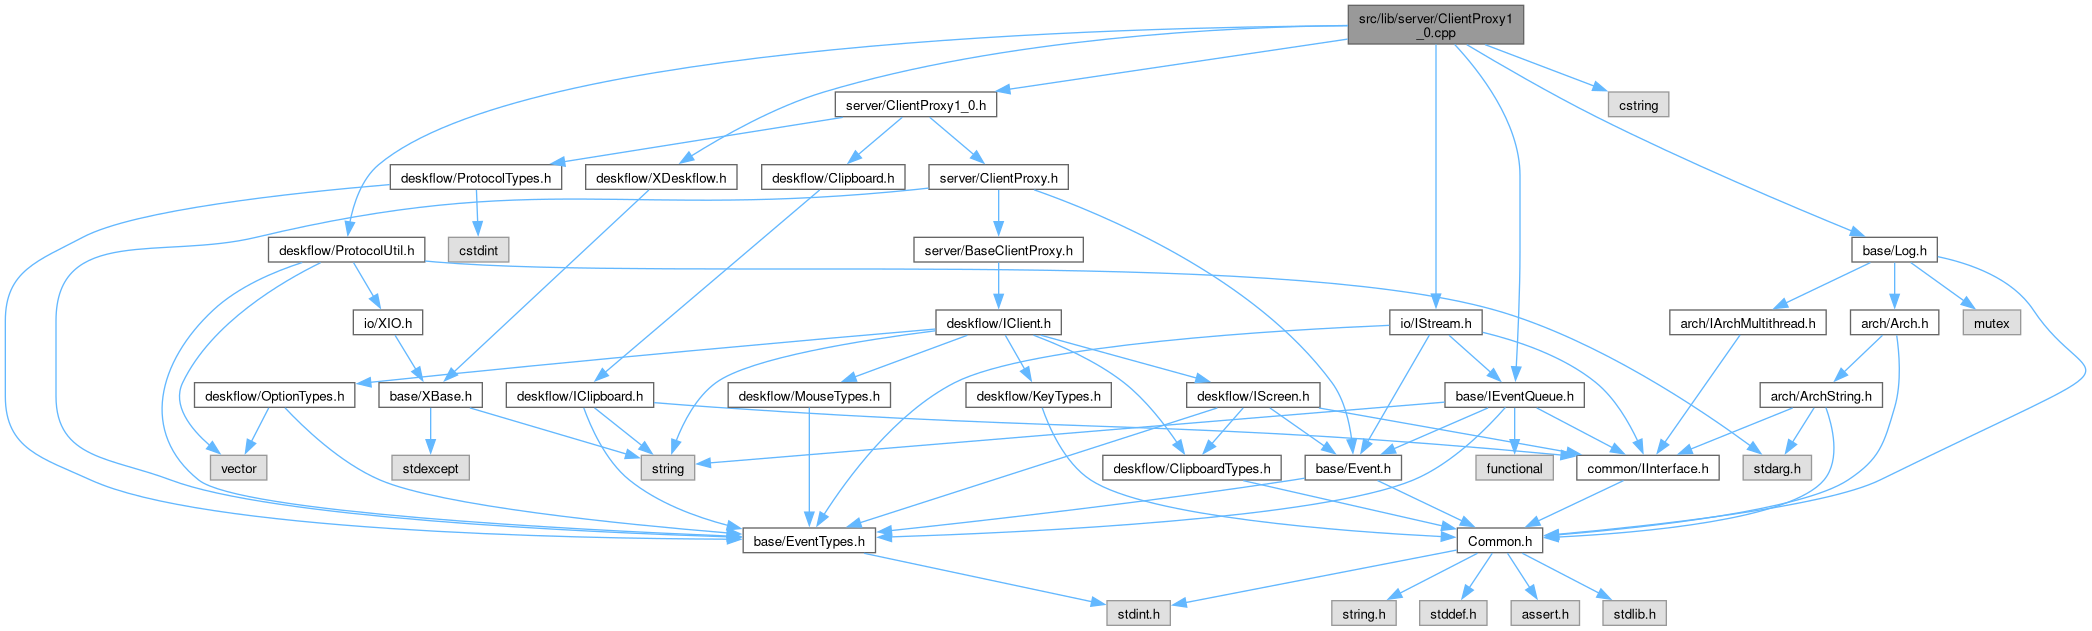 src/lib/server/ClientProxy1
_0.cpp
server/ClientProxy1_0.h
cstring
deskflow/ProtocolTypes.h
deskflow/XDeskflow.h
deskflow/Clipboard.h
server/ClientProxy.h
deskflow/ProtocolUtil.h
cstdint
server/BaseClientProxy.h
base/Log.h
io/XIO.h
deskflow/IClient.h
io/IStream.h
arch/IArchMultithread.h
arch/Arch.h
mutex
deskflow/OptionTypes.h
base/XBase.h
deskflow/IClipboard.h
deskflow/MouseTypes.h
deskflow/KeyTypes.h
deskflow/IScreen.h
base/IEventQueue.h
arch/ArchString.h
vector
stdexcept
string
deskflow/ClipboardTypes.h
base/Event.h
functional
common/IInterface.h
stdarg.h
base/EventTypes.h
Common.h
stdint.h
string.h
stddef.h
assert.h
stdlib.h